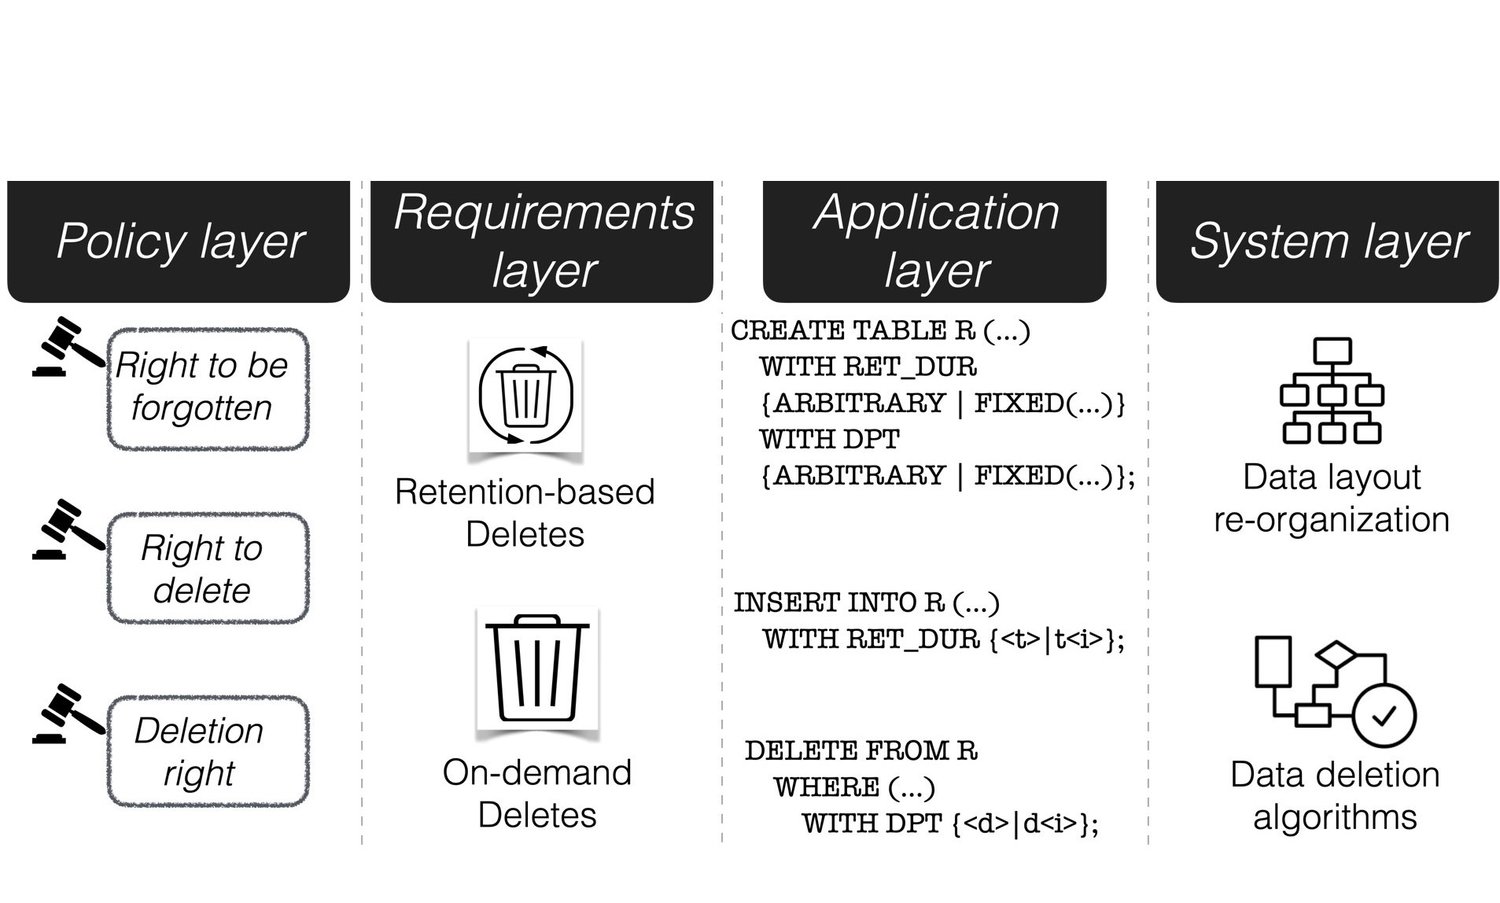 Policy layer
Requirements
layer
Application
layer
System layer
Right to be
forgotten
Right to
delete
Deletion
right
Retention-based
Deletes
On-demand
Deletes
CREATE TABLE R (...)
WITH RET_DUR
{ARBITRARY | FIXED(...)}
WITH DPT
{ARBITRARY | FIXED(...)};
INSERT INTO R (...)
WITH RET_DUR {<t>|t<i>};
DELETE FROM R
WHERE (...)
WITH DPT {<d>|d<i>};
Data layout
re-organization
Data deletion
algorithms